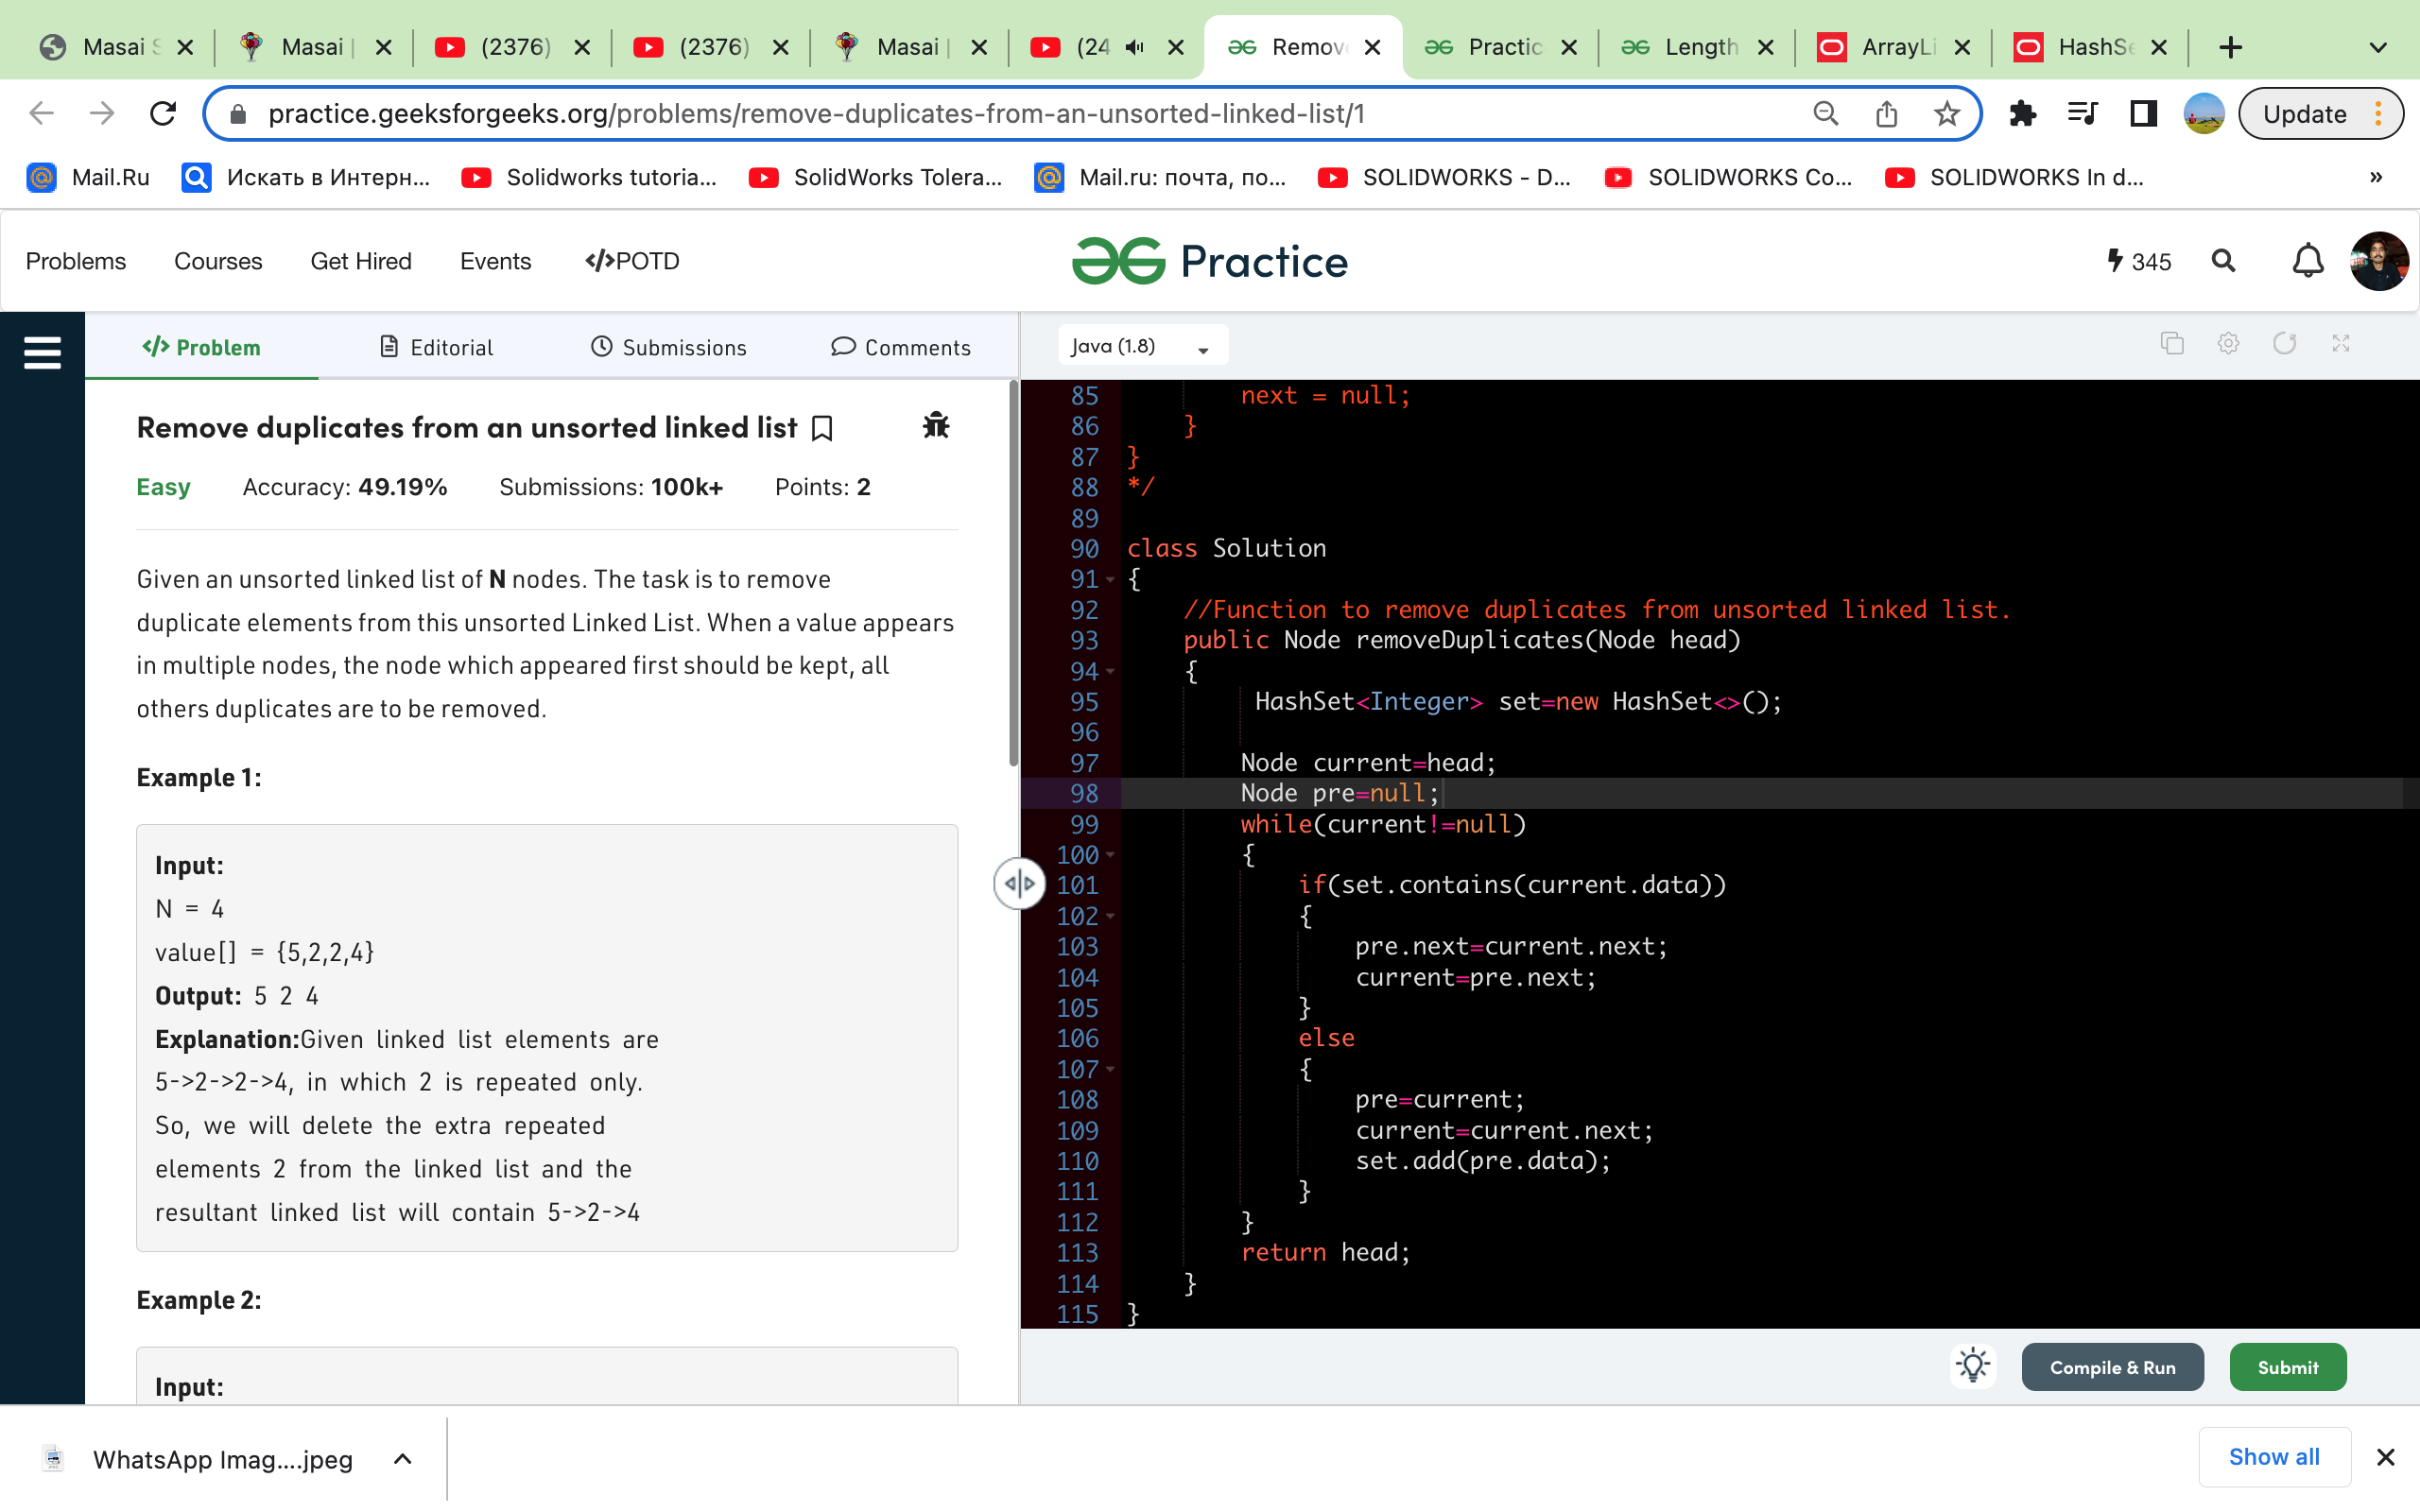 Masai S
Masai |
(2376)
(2376)
Masai |
(24
Remov
Practic
Length
ArrayLi
HashSe
practice.geeksforgeeks.org/problems/remove-duplicates-from-an-unsorted-linked-list/1
Update
Mail.Ru
Искать в Интерн...
Solidworks tutoria...
SolidWorks Tolera...
Mail.ru: почта, по...
SOLIDWORKS - D...
SOLIDWORKS Co...
SOLIDWORKS In d...
»
Problems
Courses
Get Hired
Events
</>POTD
Practice
345
</> Problem
Editorial
Submissions
Comments
Java (1.8)
Remove duplicates from an unsorted linked list
Easy Accuracy: 49.19% Submissions: 100k+ Points: 2
Given an unsorted linked list of N nodes. The task is to remove
duplicate elements from this unsorted Linked List. When a value appears
in multiple nodes, the node which appeared first should be kept, all
others duplicates are to be removed.
Example 1:
Input:
N = 4
value[] = {5,2,2,4}
Output: 5 2 4
Explanation:Given linked list elements are
5->2->2->4, in which 2 is repeated only.
So, we will delete the extra repeated
elements 2 from the linked list and the
resultant linked list will contain 5->2->4
Example 2:
Input:
85 next = null;
86 }
87 }
88 */
89
90 class Solution
91 {
92 //Function to remove duplicates from unsorted linked list.
93 public Node removeDuplicates(Node head)
94 {
95 HashSet<Integer> set=new HashSet<>();
96
97 Node current=head;
98 Node pre=null;
99 while(current!=null)
100 {
101 if(set.contains(current.data))
102 {
103 pre.next=current.next;
104 current=pre.next;
105 }
106 else
107 {
108 pre=current;
109 current=current.next;
110 set.add(pre.data);
111 }
112 }
113 return head;
114 }
115 }
Compile & Run
Submit
WhatsApp Imag....jpeg
Show all